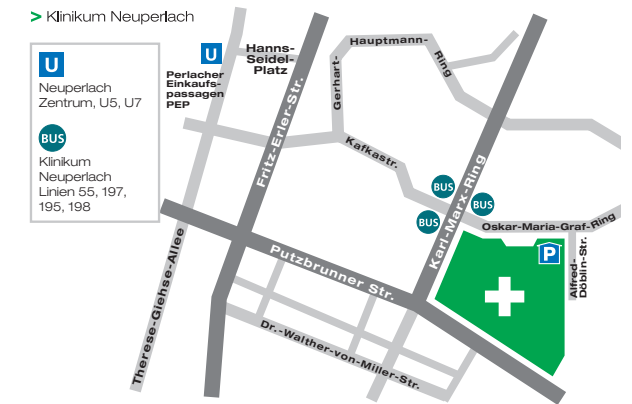 > Klinikum Neuperlach
U
Neuperlach
Zentrum, U5, U7
BUS
Klinikum
Neuperlach
Linien 55, 197,
195, 198
U
Perlacher
Einkaufs-
passagen
PEP
Hanns-
Seidel-
Platz
Fritz-Erler-Str.
Gerhart-
Hauptmann-
Ring
Kafkastr.
Karl-Marx-Ring
BUS
BUS
BUS
Oskar-Maria-Graf-Ring
P
Alfred-
Döblin-Str.
Putzbrunner Str.
Therese-Giehse-Allee
Dr.-Walther-von-Miller-Str.